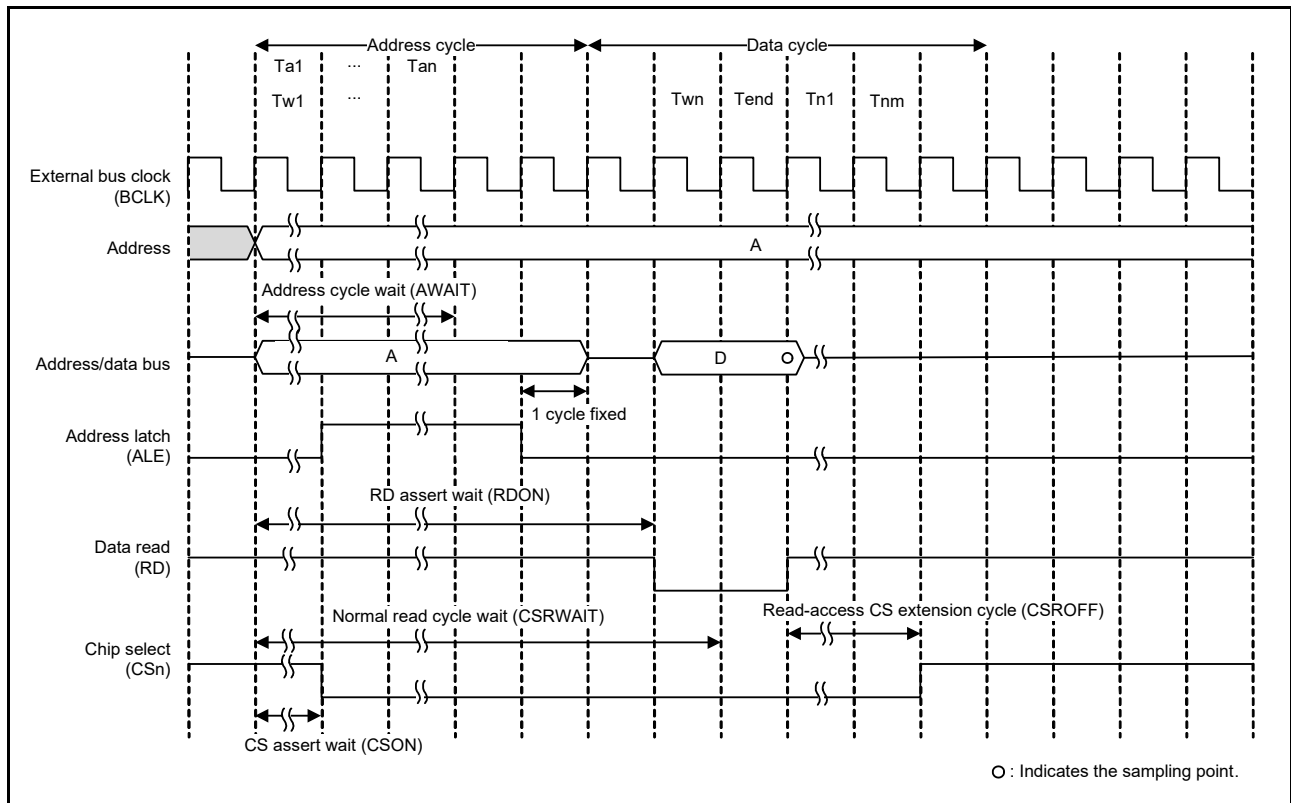 Address cycle Data cycle
Ta1 ... Tan
Tw1 ... Twn Tend Tn1 Tnm
External bus clock
(BCLK)
Address
A
Address cycle wait (AWAIT)
Address/data bus
A D
1 cycle fixed
Address latch
(ALE)
RD assert wait (RDON)
Data read
(RD)
Normal read cycle wait (CSRWAIT)
Read-access CS extension cycle (CSROFF)
Chip select
(CSn)
CS assert wait (CSON)
: Indicates the sampling point.